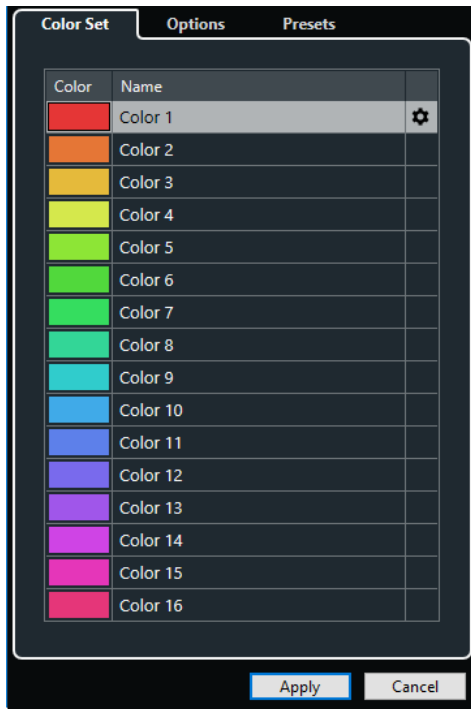 Color Set Options Presets
Color Name
Color 1
Color 2
Color 3
Color 4
Color 5
Color 6
Color 7
Color 8
Color 9
Color 10
Color 11
Color 12
Color 13
Color 14
Color 15
Color 16
Apply Cancel